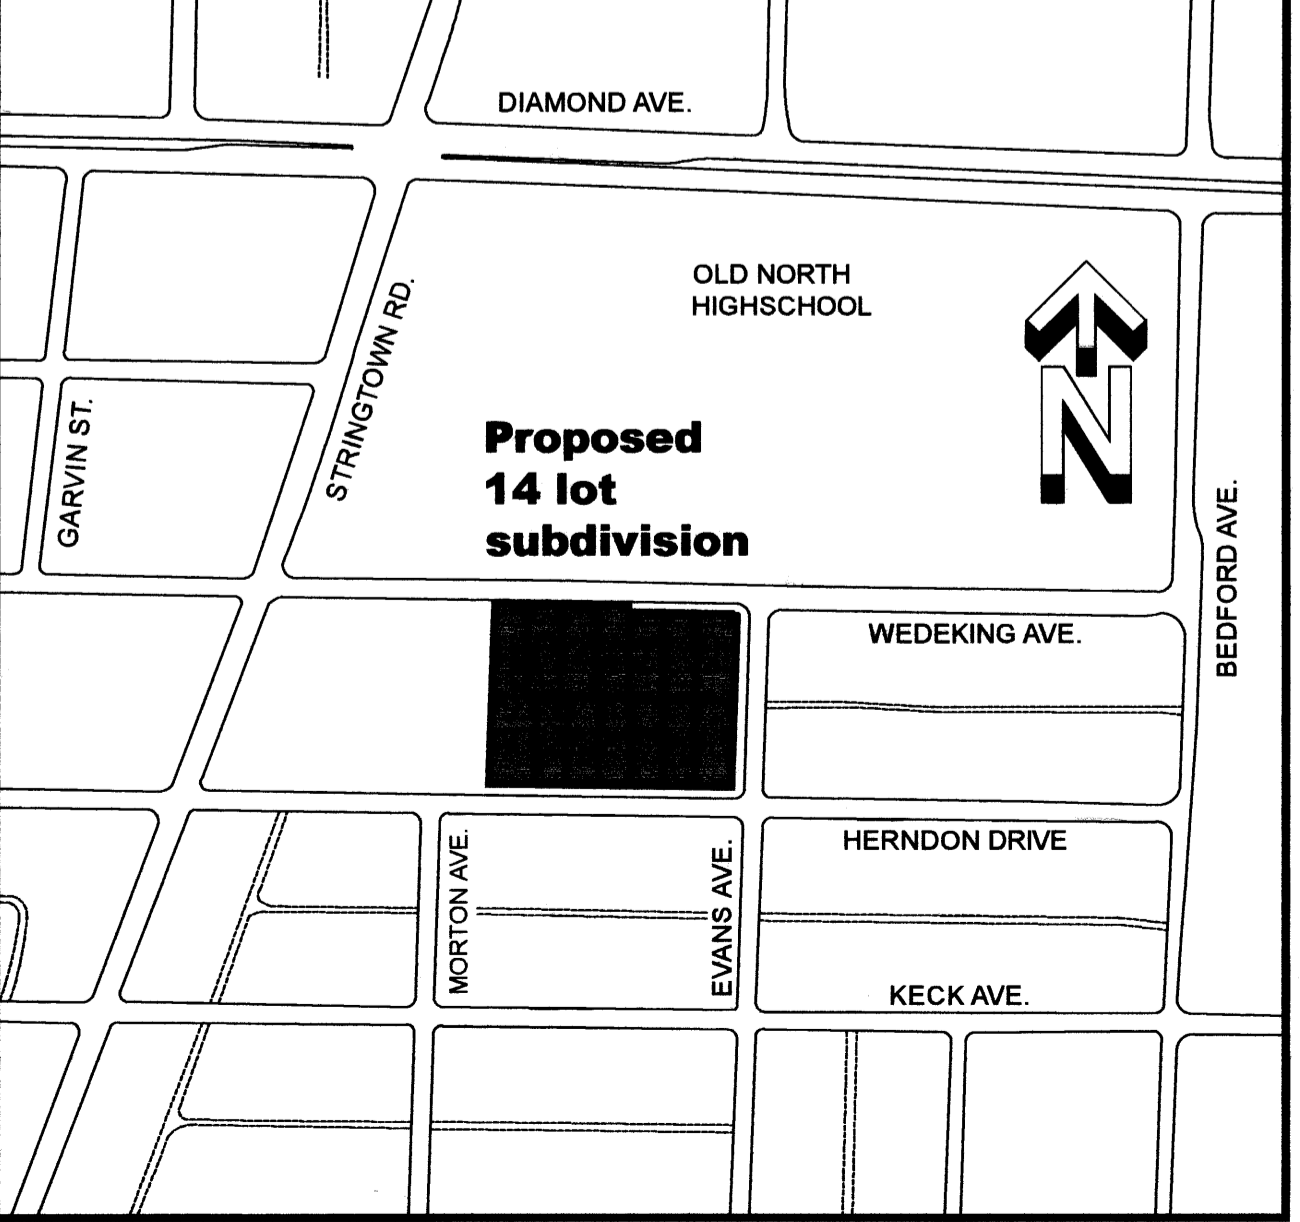 DIAMOND AVE.
OLD NORTH
HIGHSCHOOL
N
STRINGTOWN RD.
GARVIN ST.
Proposed
14 lot
subdivision
BEDFORD AVE.
WEDEKING AVE.
HERNDON DRIVE
MORTON AVE.
EVANS AVE.
KECK AVE.